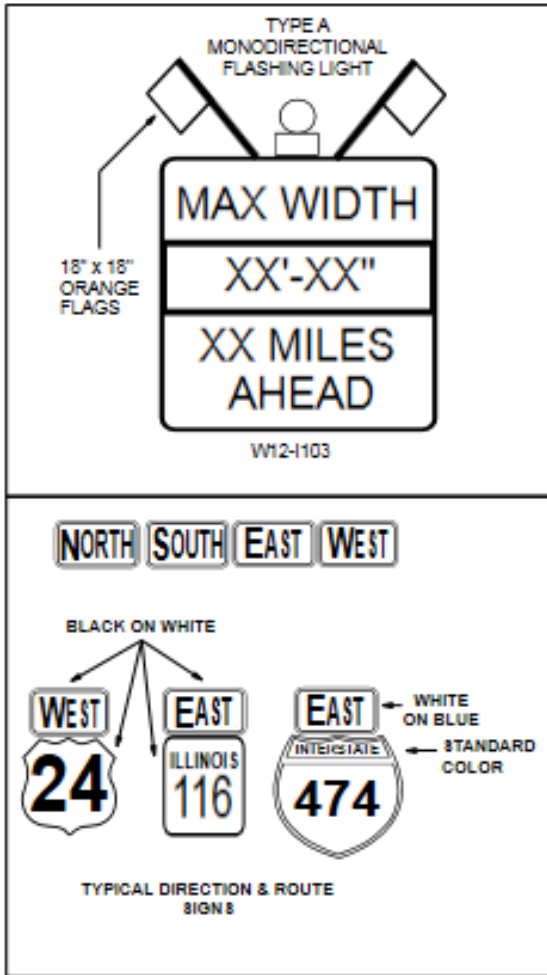 TYPE A
MONODIRECTIONAL
FLASHING LIGHT
18" x 18"
ORANGE
FLAGS
MAX WIDTH
XX'-XX"
XX MILES
AHEAD
W12-I103
NORTH SOUTH EAST WEST
BLACK ON WHITE
WEST
24
EAST
ILLINOIS
116
EAST
INTERSTATE
474
WHITE
ON BLUE
STANDARD
COLOR
TYPICAL DIRECTION & ROUTE
SIGNS